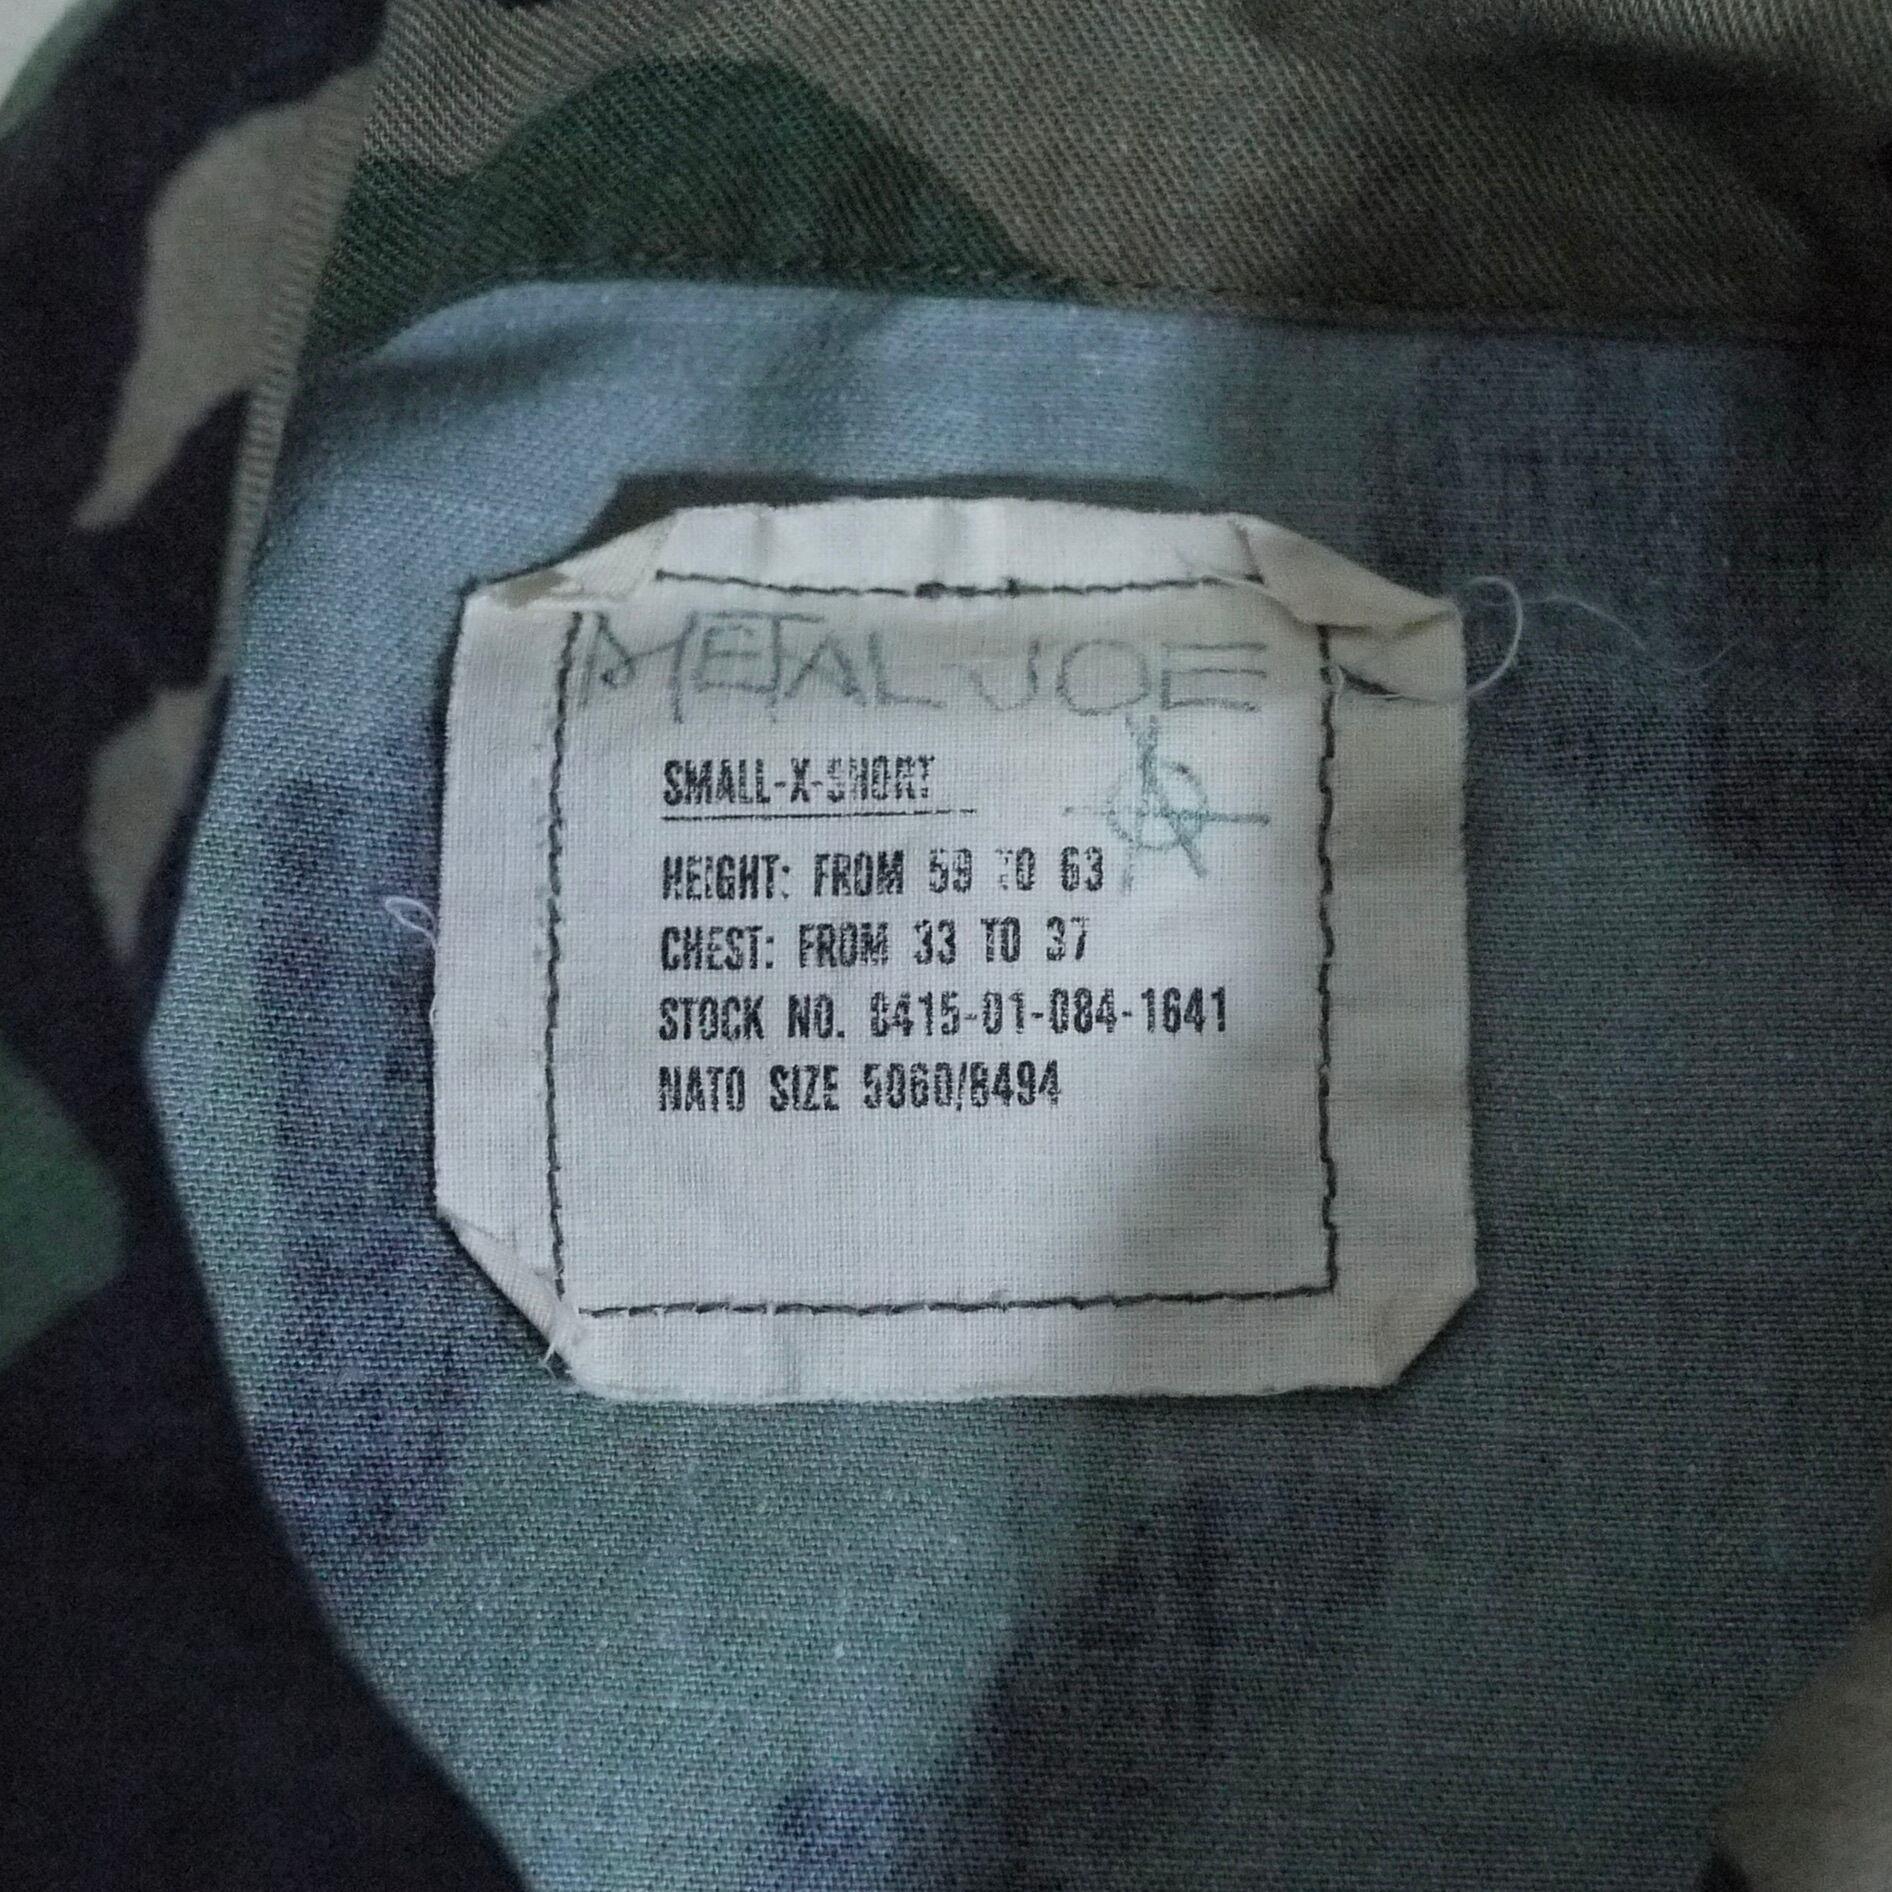 METAL JOE
SMALL-X-SHORT
HEIGHT: FROM 59 TO 63
CHEST: FROM 33 TO 37
STOCK NO. 8415-01-084-1641
NATO SIZE 5060/8494